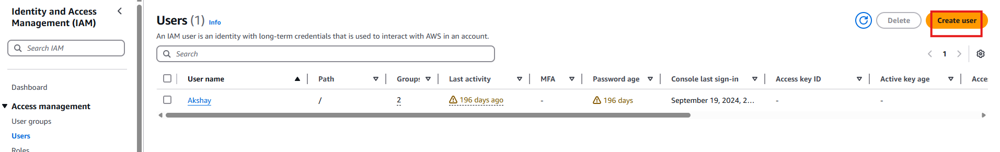 Identity and Access
Management (IAM)
Search IAM
Dashboard
Access management
User groups
Users
Roles
Users (1) Info
Delete
Create user
An IAM user is an identity with long-term credentials that is used to interact with AWS in an account.
Search
1
User name Path Groups Last activity MFA Password age Console last sign-in Access key ID Active key age Acce
Akshay / 2 196 days ago - 196 days September 19, 2024, 2... - -